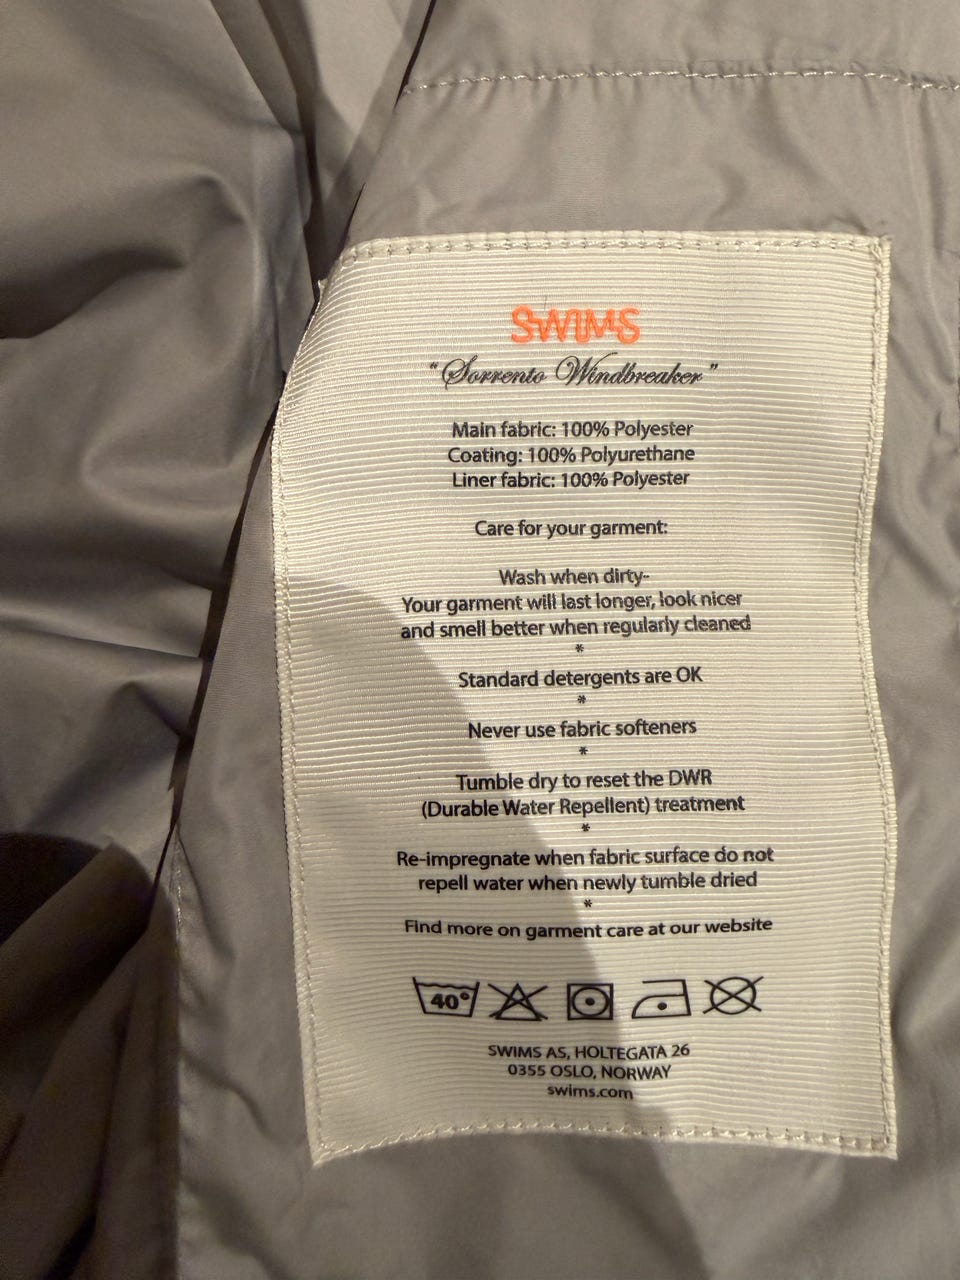 SWIMS
"Sorrento Windbreaker"
Main fabric: 100% Polyester
Coating: 100% Polyurethane
Liner fabric: 100% Polyester
Care for your garment:
Wash when dirty-
Your garment will last longer, look nicer
and smell better when regularly cleaned
*
Standard detergents are OK
*
Never use fabric softeners
*
Tumble dry to reset the DWR
(Durable Water Repellent) treatment
*
Re-impregnate when fabric surface do not
repell water when newly tumble dried
*
Find more on garment care at our website
40°
SWIMS AS, HOLTEGATA 26
0355 OSLO, NORWAY
swims.com